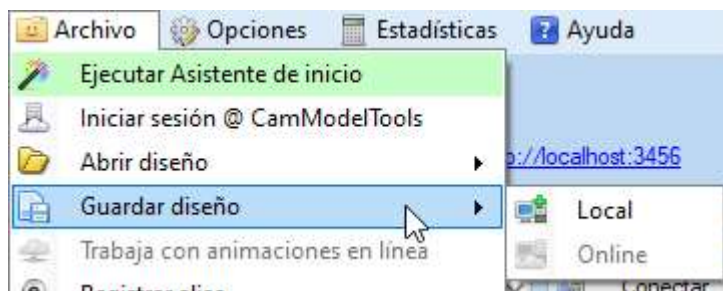 Archivo Opciones Estadísticas Ayuda
Ejecutar Asistente de inicio
Iniciar sesión @ CamModelTools
Abrir diseño
://localhost:3456
Guardar diseño
Local
Trabaja con animaciones en línea
Online
Conectar